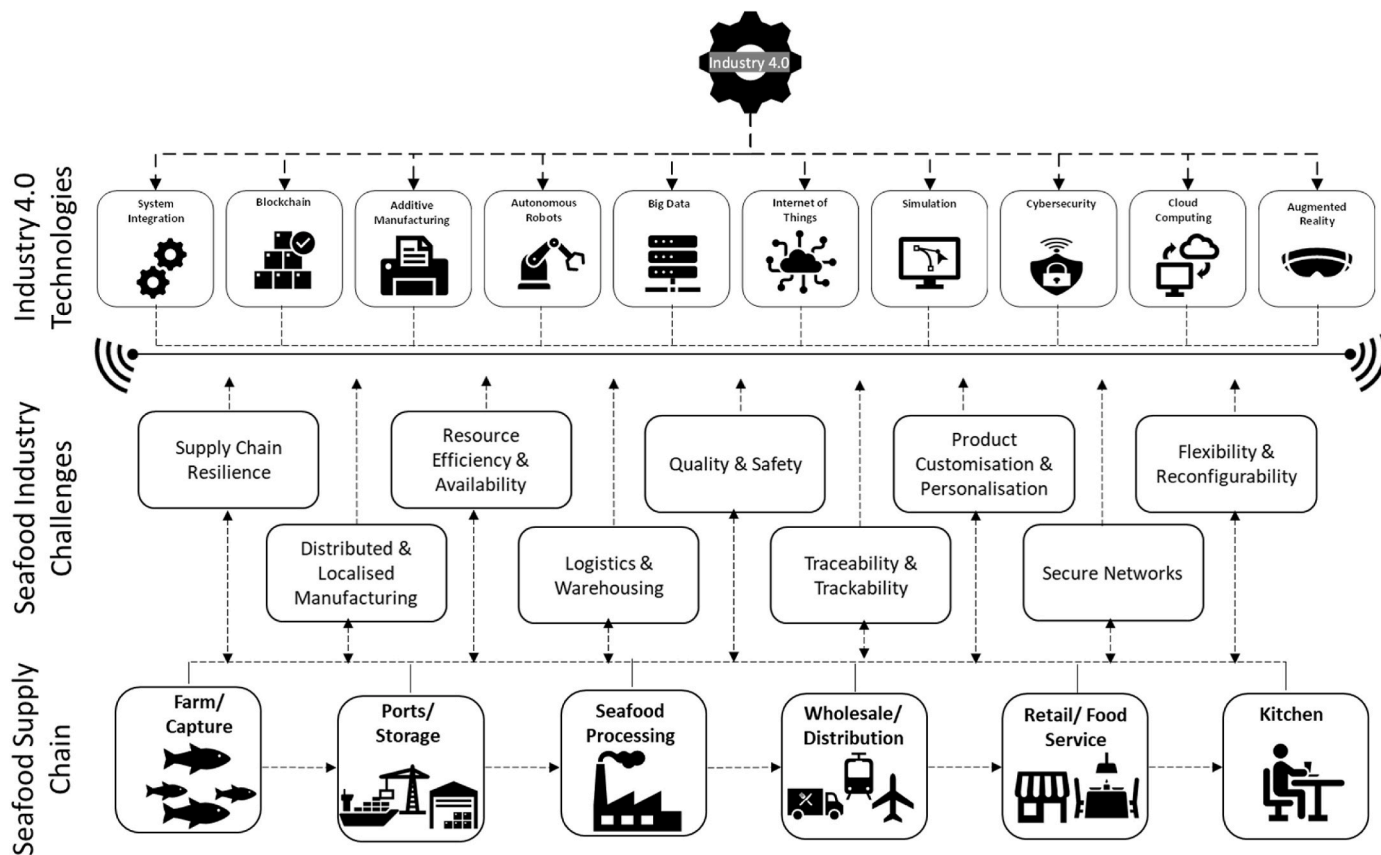 Industry 4.0
Industry 4.0
Technologies
System
Integration
Blockchain
Additive
Manufacturing
Autonomous
Robots
Big Data
Internet of
Things
Simulation
Cybersecurity
Cloud
Computing
Augmented
Reality
Seafood Industry
Challenges
Supply Chain
Resilience
Resource
Efficiency &
Availability
Quality & Safety
Product
Customisation &
Personalisation
Flexibility &
Reconfigurability
Distributed &
Localised
Manufacturing
Logistics &
Warehousing
Traceability &
Trackability
Secure Networks
Seafood Supply
Chain
Farm/
Capture
Ports/
Storage
Seafood
Processing
Wholesale/
Distribution
Retail/ Food
Service
Kitchen